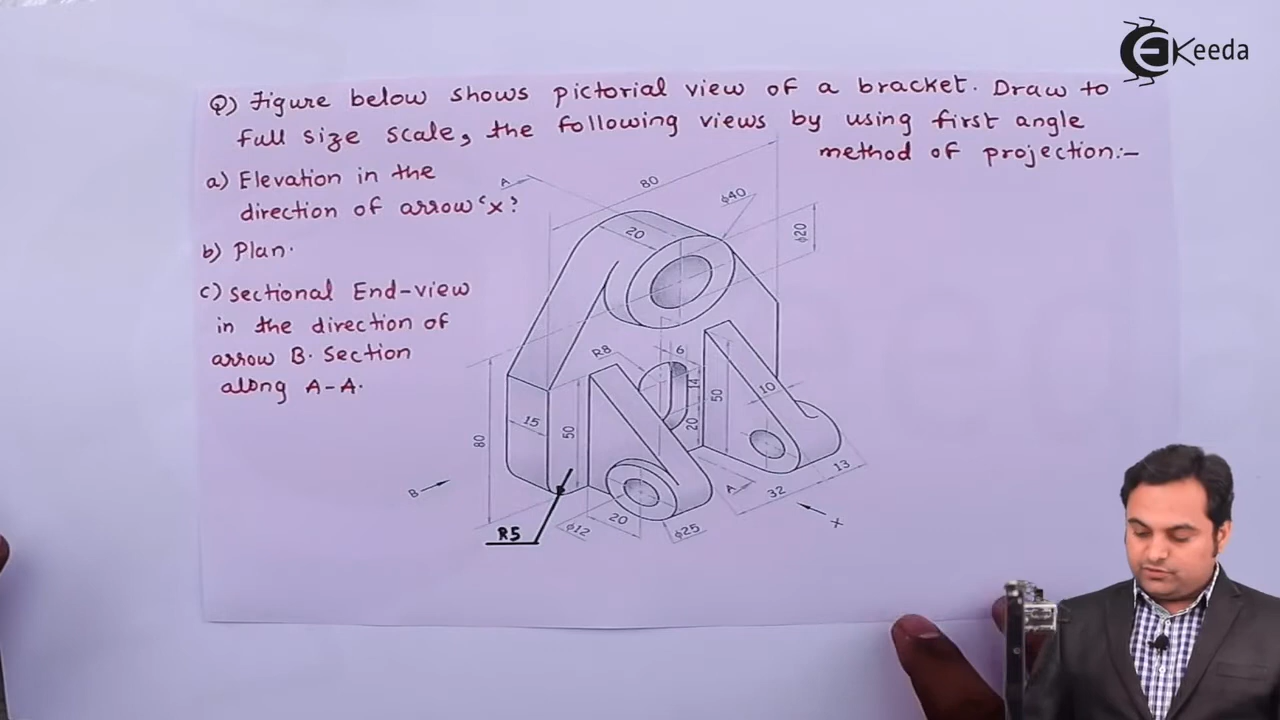 Keeda
Q) Figure below shows pictorial view of a bracket. Draw to
full size scale, the following views by using first angle
method of projection:-
a) Elevation in the
direction of arrow 'x'.
b) Plan.
c) Sectional End-view
in the direction of
arrow B. Section
along A-A.
A
80
φ40
20
φ20
R8
6
14
50
10
15
50
20
80
B
A
13
32
X
R5
φ12
20
φ25